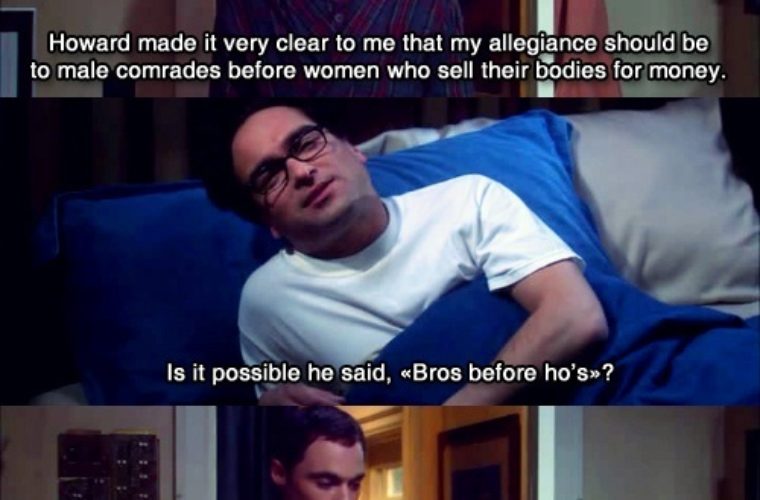 Howard made it very clear to me that my allegiance should be
to male comrades before women who sell their bodies for money.
Is it possible he said, «Bros before ho's»?